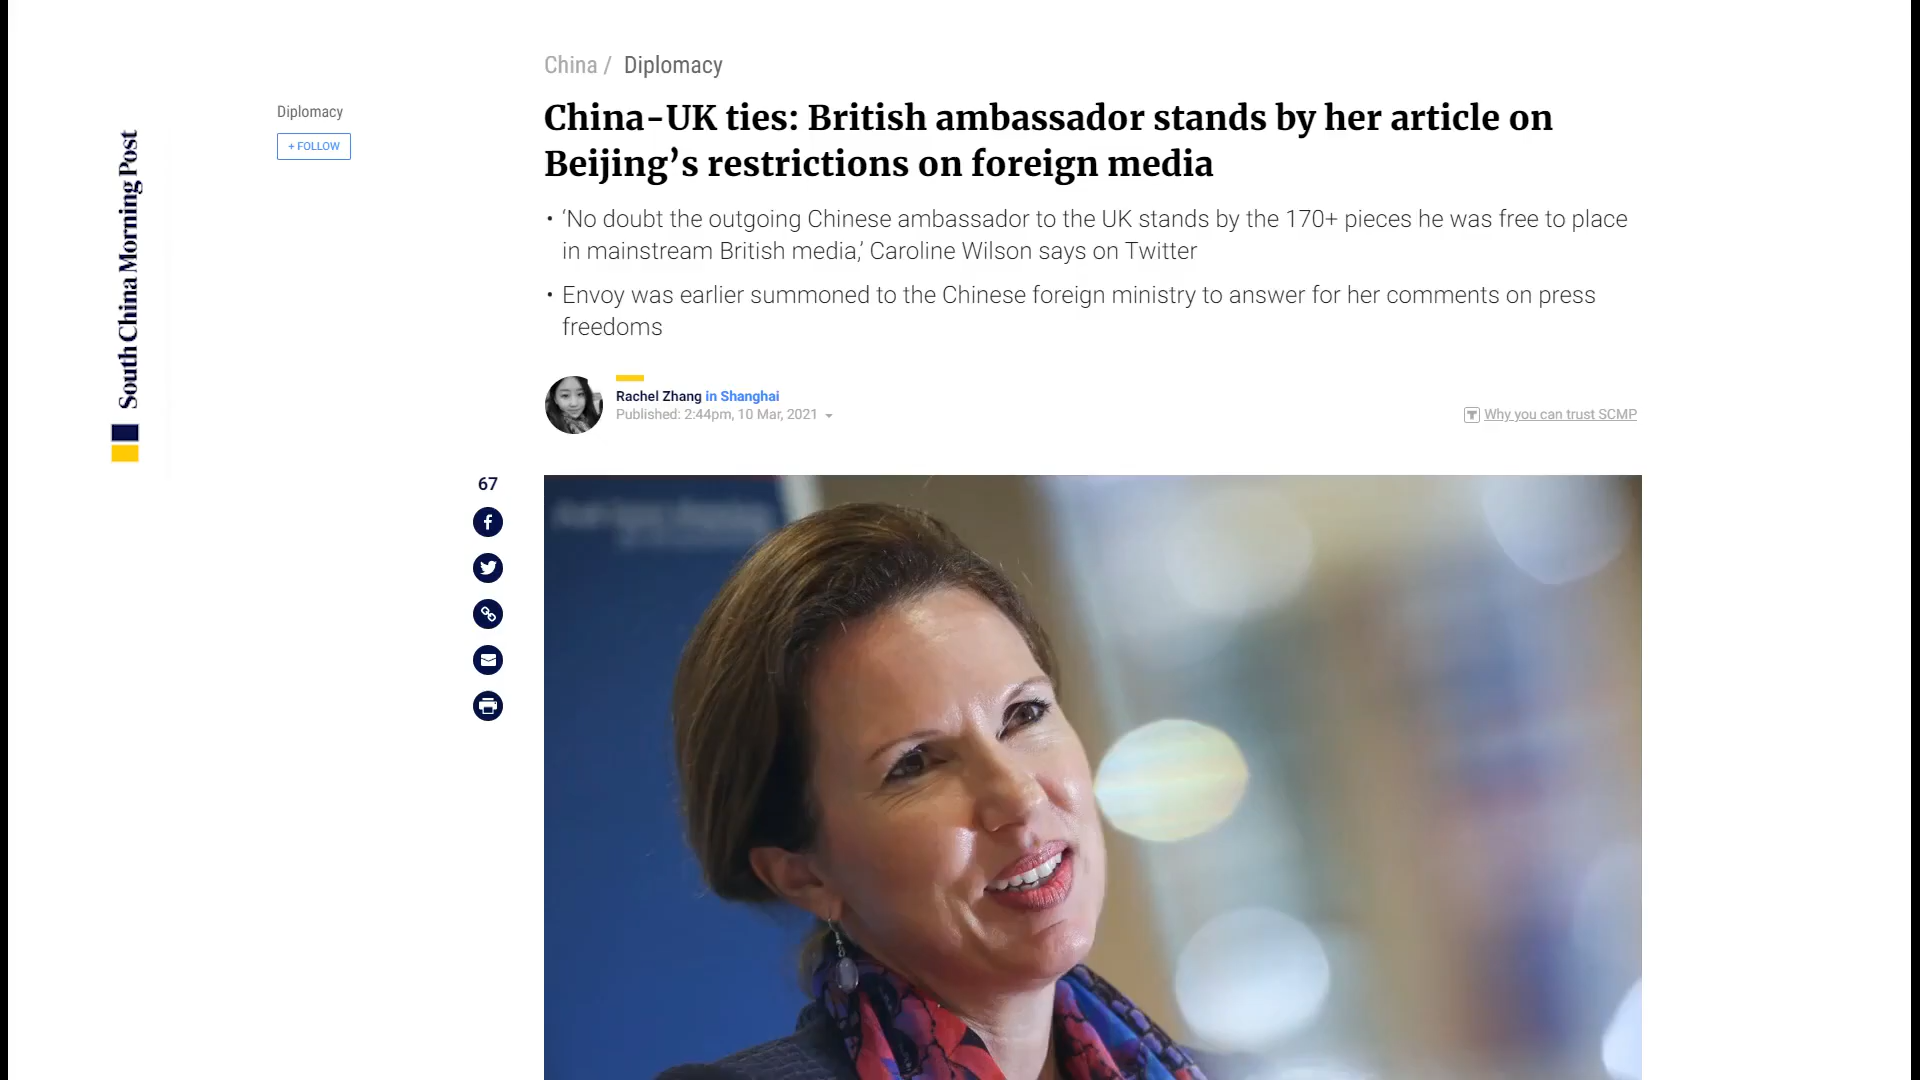 China / Diplomacy
Diplomacy
+ FOLLOW
South China Morning Post
China-UK ties: British ambassador stands by her article on
Beijing’s restrictions on foreign media
• ‘No doubt the outgoing Chinese ambassador to the UK stands by the 170+ pieces he was free to place
in mainstream British media,’ Caroline Wilson says on Twitter
• Envoy was earlier summoned to the Chinese foreign ministry to answer for her comments on press
freedoms
Rachel Zhang in Shanghai
Published: 2:44pm, 10 Mar, 2021
Why you can trust SCMP
67